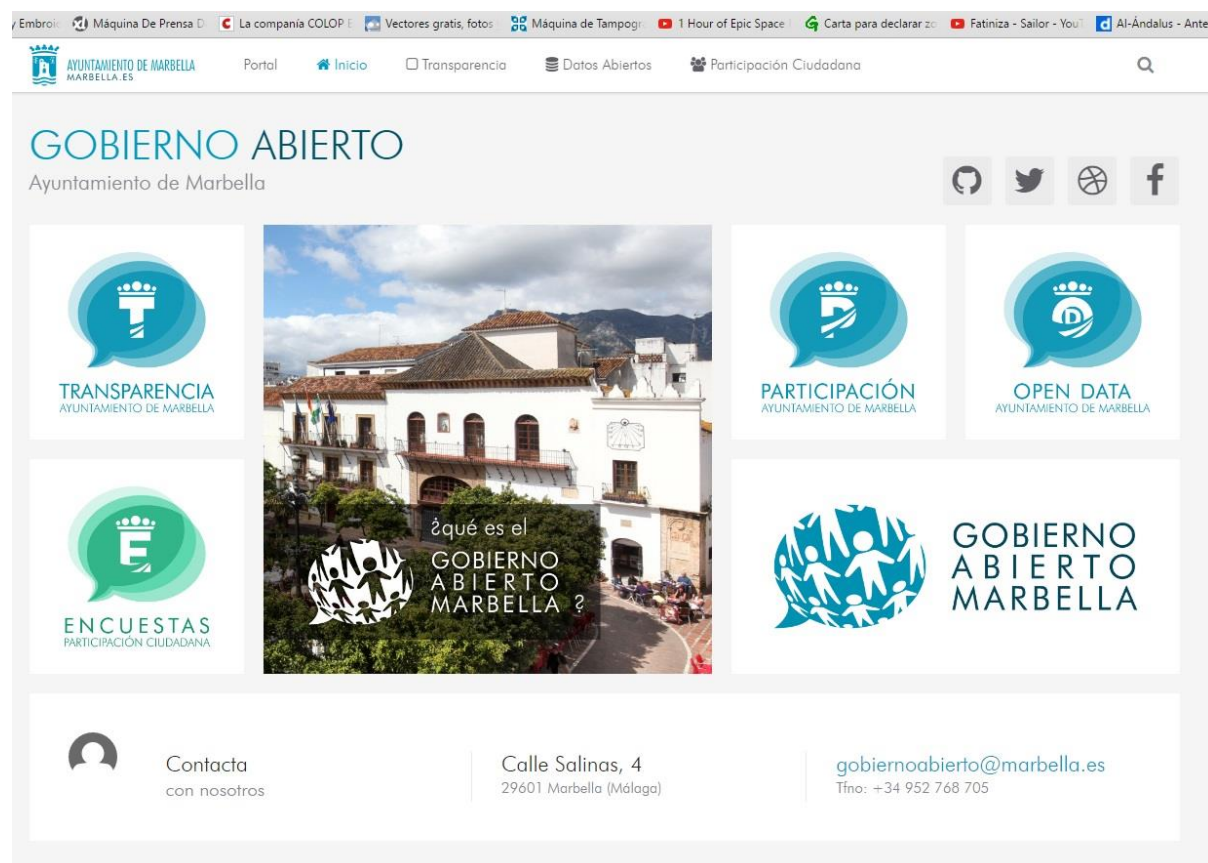 y Embroic
Máquina De Prensa D
La companía COLOP E
Vectores gratis, fotos
Máquina de Tampogr
1 Hour of Epic Space
Carta para declarar zo
Fatiniza - Sailor - You
Al-Ándalus - Ante
AYUNTAMIENTO DE MARBELLA
MARBELLA.ES
Portal
Inicio
Transparencia
Datos Abiertos
Participación Ciudadana
GOBIERNO ABIERTO
Ayuntamiento de Marbella
T
TRANSPARENCIA
AYUNTAMIENTO DE MARBELLA
¿qué es el
GOBIERNO
ABIERTO
MARBELLA ?
P
PARTICIPACIÓN
AYUNTAMIENTO DE MARBELLA
D
OPEN DATA
AYUNTAMIENTO DE MARBELLA
E
ENCUESTAS
PARTICIPACIÓN CIUDADANA
GOBIERNO
ABIERTO
MARBELLA
Contacta
con nosotros
Calle Salinas, 4
29601 Marbella (Málaga)
gobiernoabierto@marbella.es
Tfno: +34 952 768 705